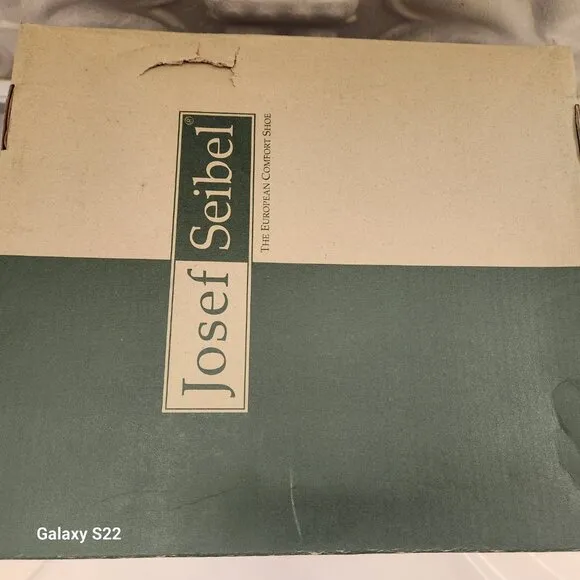 Josef Seibel®
THE EUROPEAN COMFORT SHOE
Galaxy S22